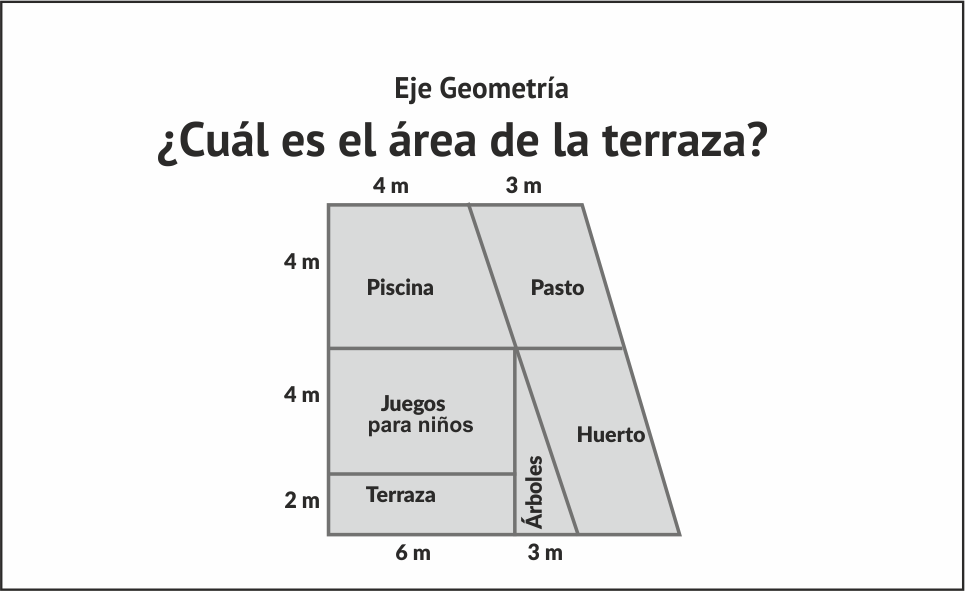 Eje Geometría
¿Cuál es el área de la terraza?
4 m
3 m
4 m
Piscina
Pasto
4 m
Juegos
para niños
Huerto
Árboles
2 m
Terraza
6 m
3 m